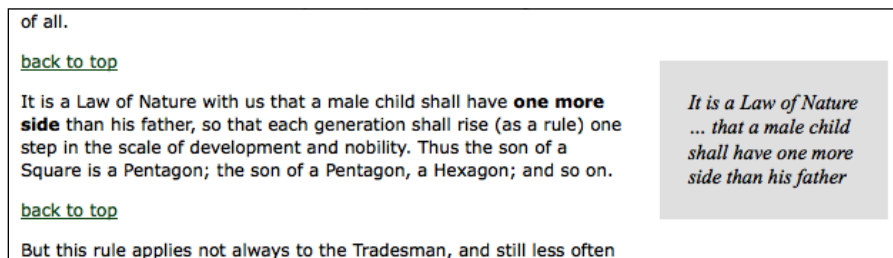 of all.
back to top
It is a Law of Nature with us that a male child shall have one more
side than his father, so that each generation shall rise (as a rule) one
step in the scale of development and nobility. Thus the son of a
Square is a Pentagon; the son of a Pentagon, a Hexagon; and so on.
back to top
But this rule applies not always to the Tradesman, and still less often
It is a Law of Nature
... that a male child
shall have one more
side than his father